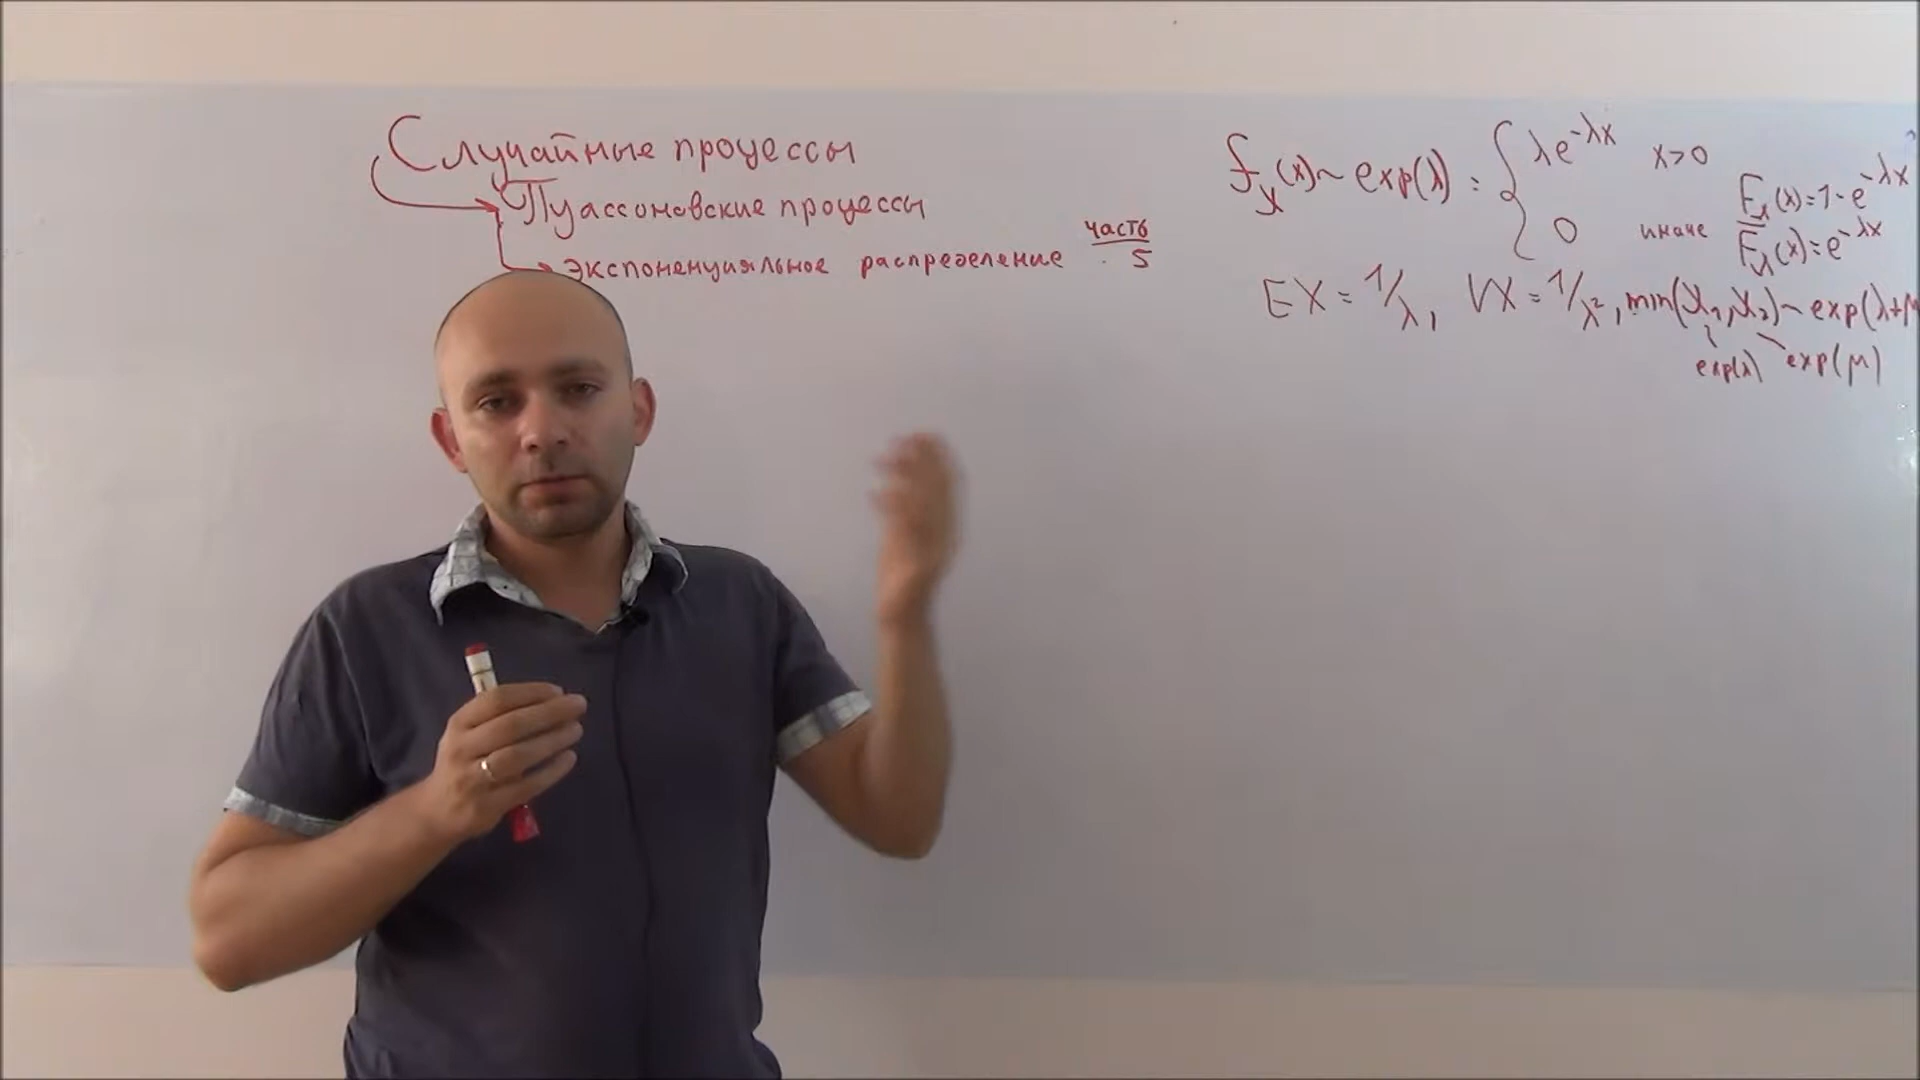 Случайные процессы
Пуассоновские процессы
Экспоненциальное распределение
часть
5
f_X(x) ~ exp(λ) = { λe^{-λx} x>0
0 иначе
F_X(x) = 1 - e^{-λx}
F̅_X(x) = e^{-λx}
EX = 1/λ, VX = 1/λ², min(X₁, X₂) ~ exp(λ+μ
exp(λ) exp(μ)